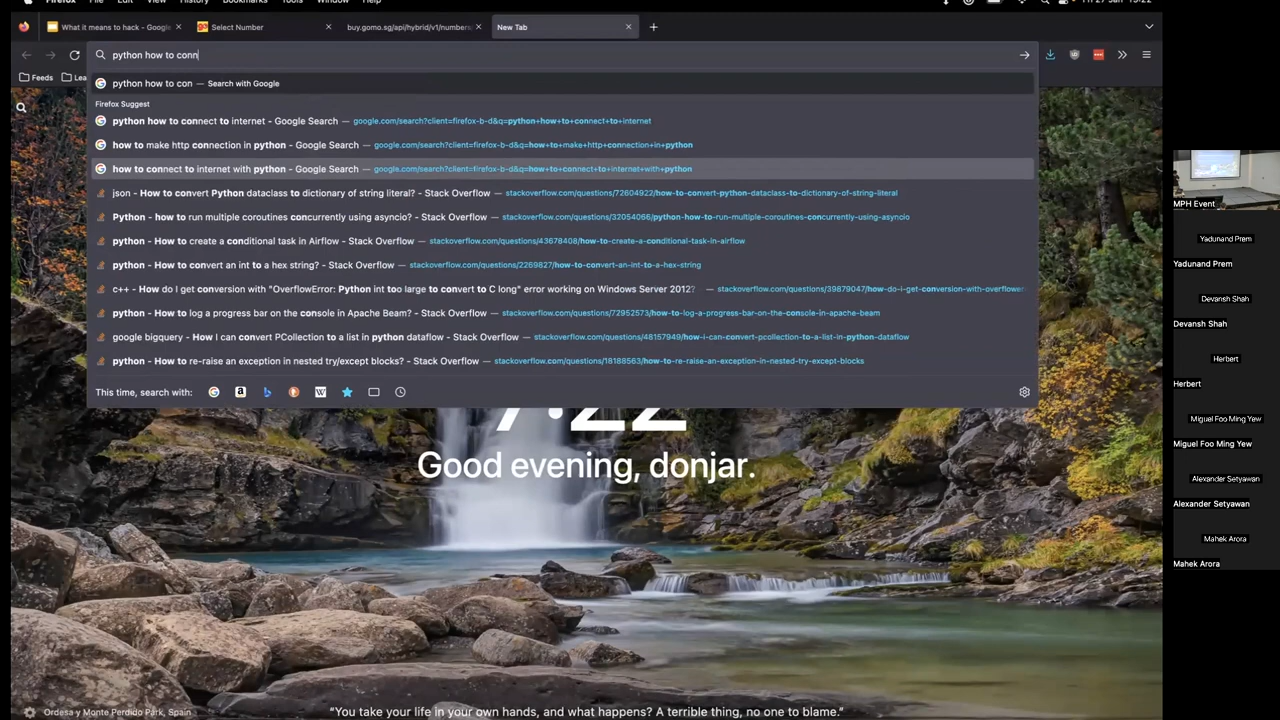 Firefox File Edit View History Bookmarks Tools Window Help
What it means to hack - Google
Select Number
buy.gomo.sg/api/hybrid/v1/numbers
New Tab
python how to conn
Feeds
Lea
python how to con — Search with Google
Firefox Suggest
python how to connect to internet - Google Search — google.com/search?client=firefox-b-d&q=python+how+to+connect+to+internet
how to make http connection in python - Google Search — google.com/search?client=firefox-b-d&q=how+to+make+http+connection+in+python
how to connect to internet with python - Google Search — google.com/search?client=firefox-b-d&q=how+to+connect+to+internet+with+python
json - How to convert Python dataclass to dictionary of string literal? - Stack Overflow — stackoverflow.com/questions/72604922/how-to-convert-python-dataclass-to-dictionary-of-string-literal
Python - how to run multiple coroutines concurrently using asyncio? - Stack Overflow — stackoverflow.com/questions/32054066/python-how-to-run-multiple-coroutines-concurrently-using-asyncio
python - How to create a conditional task in Airflow - Stack Overflow — stackoverflow.com/questions/43678408/how-to-create-a-conditional-task-in-airflow
python - How to convert an int to a hex string? - Stack Overflow — stackoverflow.com/questions/2269827/how-to-convert-an-int-to-a-hex-string
c++ - How do I get conversion with "OverflowError: Python int too large to convert to C long" error working on Windows Server 2012? — stackoverflow.com/questions/39879047/how-do-i-get-conversion-with-overflower
python - How to log a progress bar on the console in Apache Beam? - Stack Overflow — stackoverflow.com/questions/72952573/how-to-log-a-progress-bar-on-the-console-in-apache-beam
google bigquery - How I can convert PCollection to a list in python dataflow - Stack Overflow — stackoverflow.com/questions/48157949/how-i-can-convert-pcollection-to-a-list-in-python-dataflow
python - How to re-raise an exception in nested try/except blocks? - Stack Overflow — stackoverflow.com/questions/18188563/how-to-re-raise-an-exception-in-nested-try-except-blocks
This time, search with:
7:22
Good evening, donjar.
Ordesa y Monte Perdido Park, Spain
“You take your life in your own hands, and what happens? A terrible thing, no one to blame.”
MPH Event
Yadunand Prem
Yadunand Prem
Devansh Shah
Devansh Shah
Herbert
Herbert
Miguel Foo Ming Yew
Miguel Foo Ming Yew
Alexander Setyawan
Alexander Setyawan
Mahek Arora
Mahek Arora